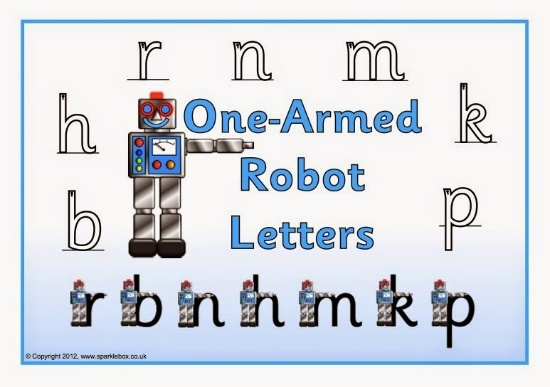 r n m
h
k
One-Armed
Robot
Letters
b
p
r b n h m k p
© Copyright 2012, www.sparklebox.co.uk